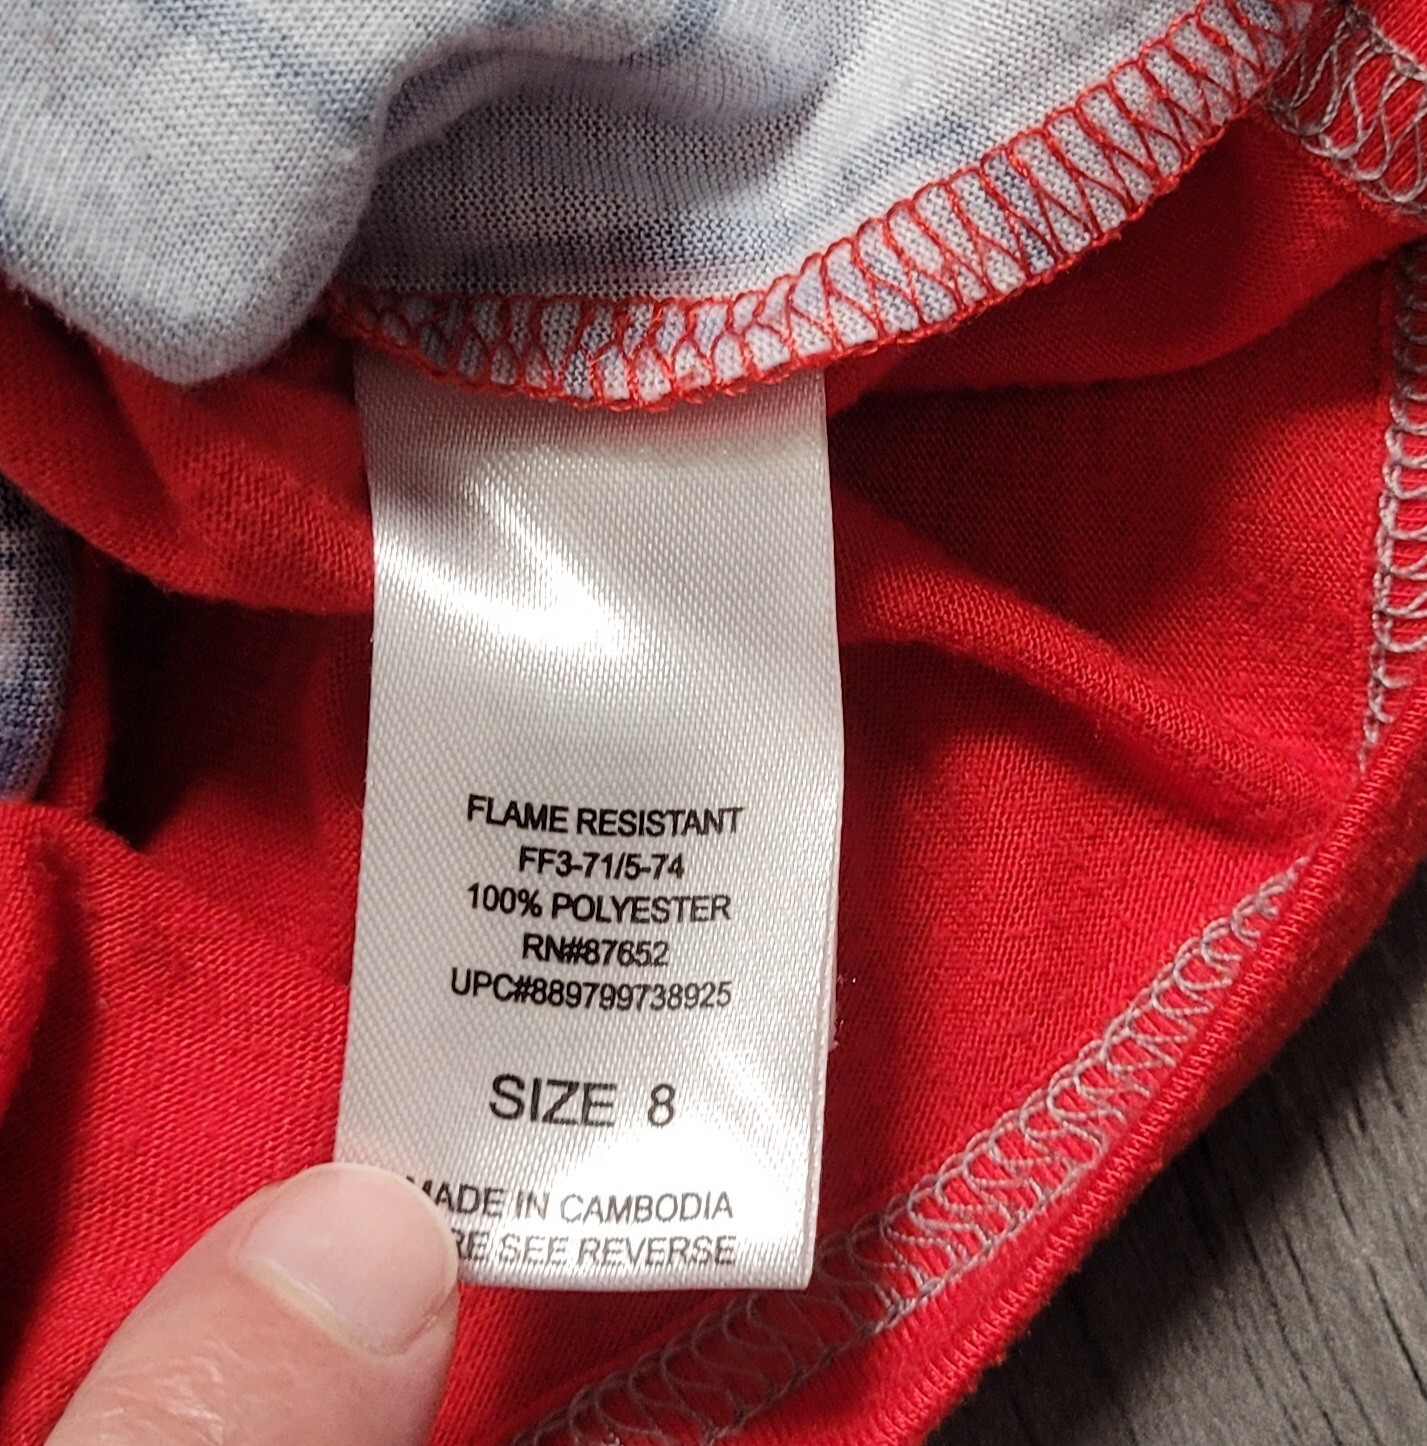 FLAME RESISTANT
FF3-71/5-74
100% POLYESTER
RN#87652
UPC#889799738925
SIZE 8
MADE IN CAMBODIA
SEE REVERSE